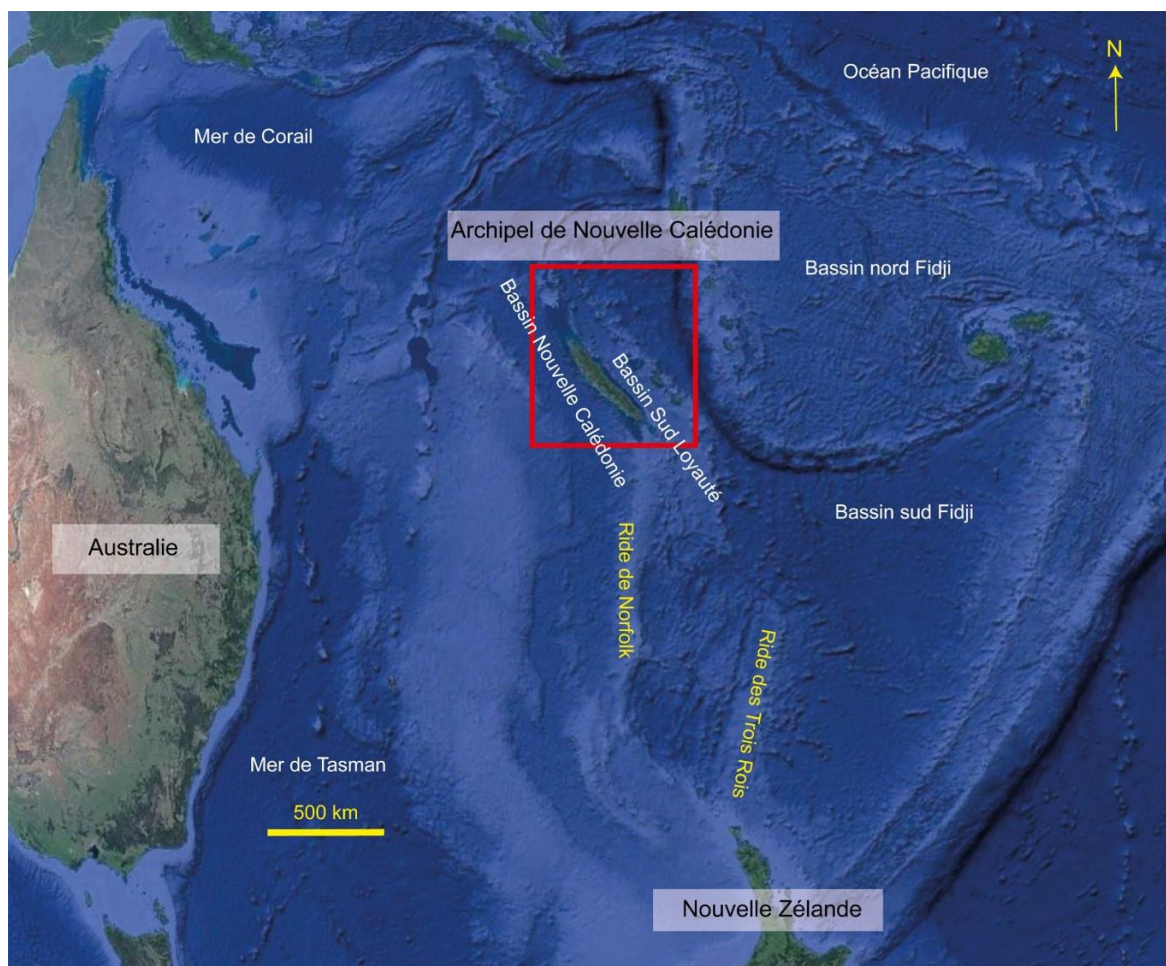 N
Océan Pacifique
Mer de Corail
Archipel de Nouvelle Calédonie
Bassin nord Fidji
Bassin Nouvelle Calédonie
Bassin Sud Loyauté
Bassin sud Fidji
Australie
Ride de Norfolk
Ride des Trois Rois
Mer de Tasman
500 km
Nouvelle Zélande